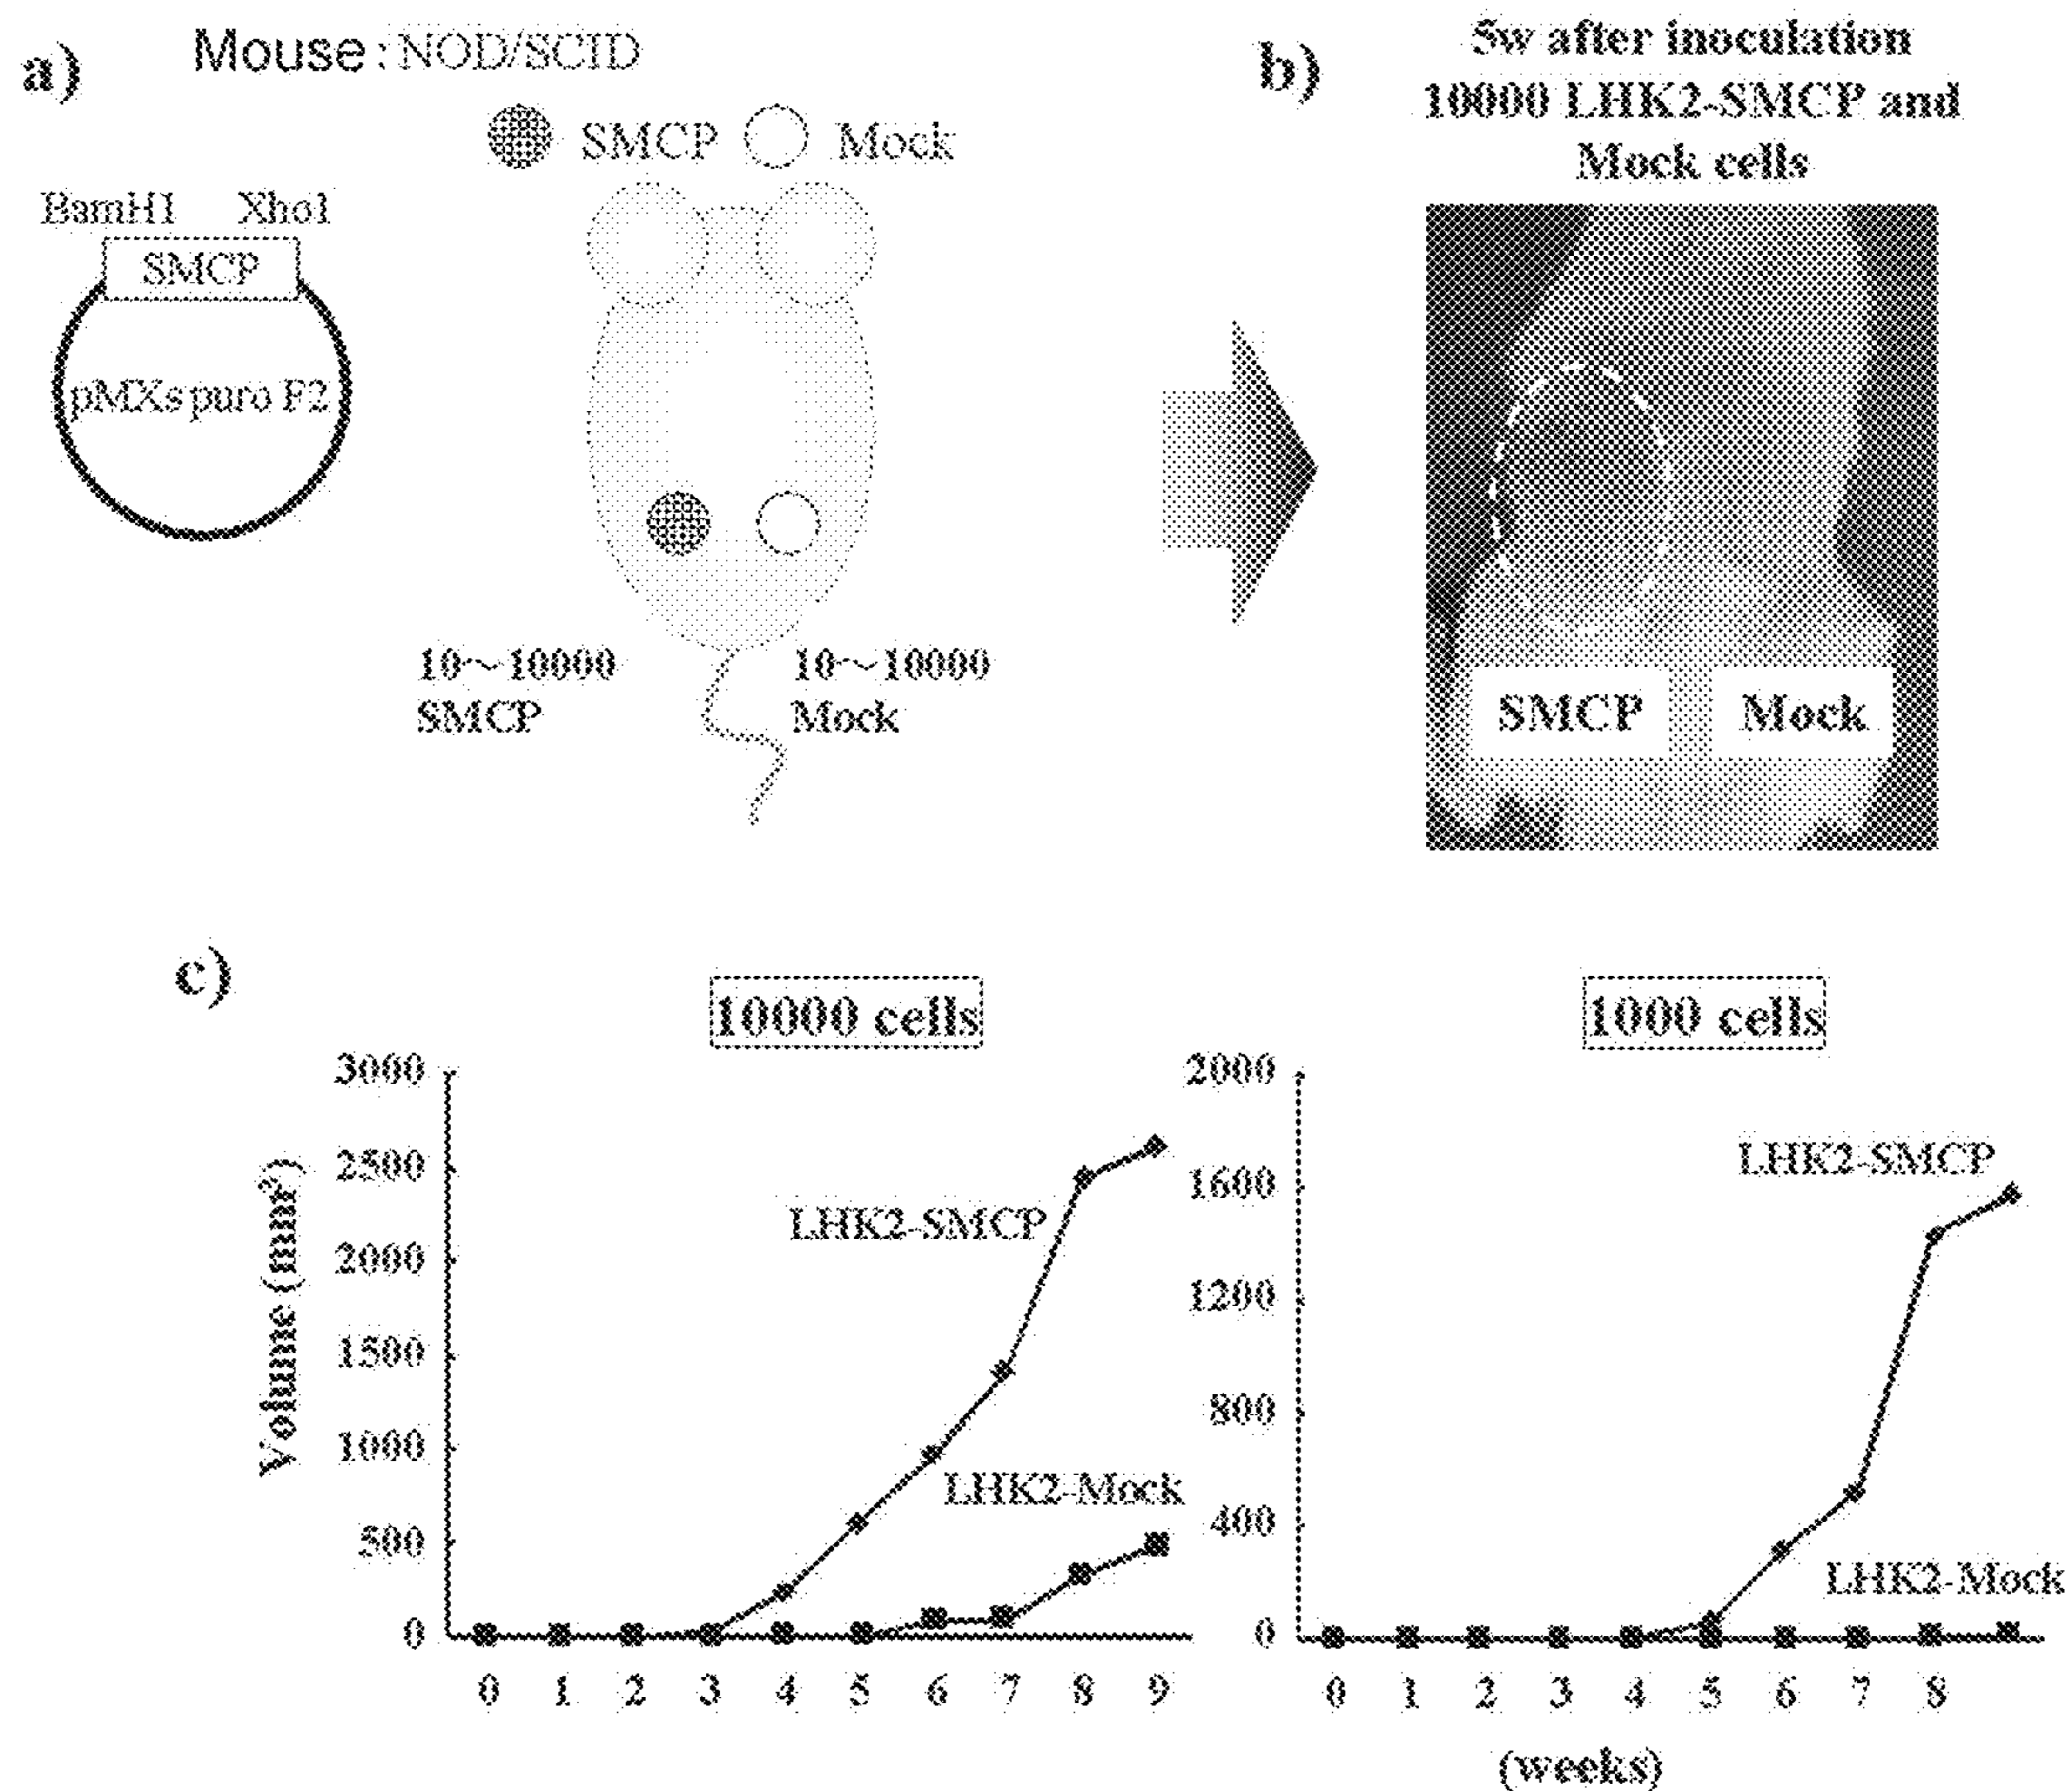 a)
Mouse : NOD/SCID
SMCP
Mock
BamH1
Xho1
SMCP
pMXs puro F2
10～10000
SMCP
10～10000
Mock
b)
5w after inoculation
10000 LHK2-SMCP and
Mock cells
SMCP
Mock
c)
10000 cells
Volume (mm³)
3000
2500
2000
1500
1000
500
0
LHK2-SMCP
LHK2-Mock
0 1 2 3 4 5 6 7 8 9
1000 cells
2000
1600
1200
800
400
0
LHK2-SMCP
LHK2-Mock
0 1 2 3 4 5 6 7 8
(weeks)